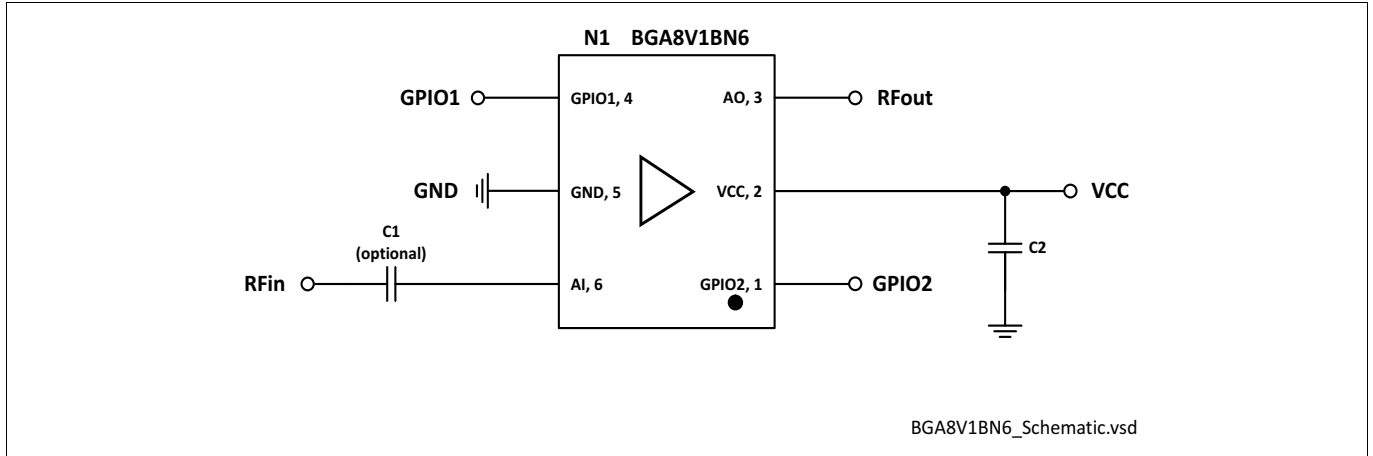 N1 BGA8V1BN6
GPIO1
GPIO1, 4
AO, 3
RFout
GND
GND, 5
VCC, 2
VCC
C1
(optional)
C2
RFin
AI, 6
GPIO2, 1
GPIO2
BGA8V1BN6_Schematic.vsd